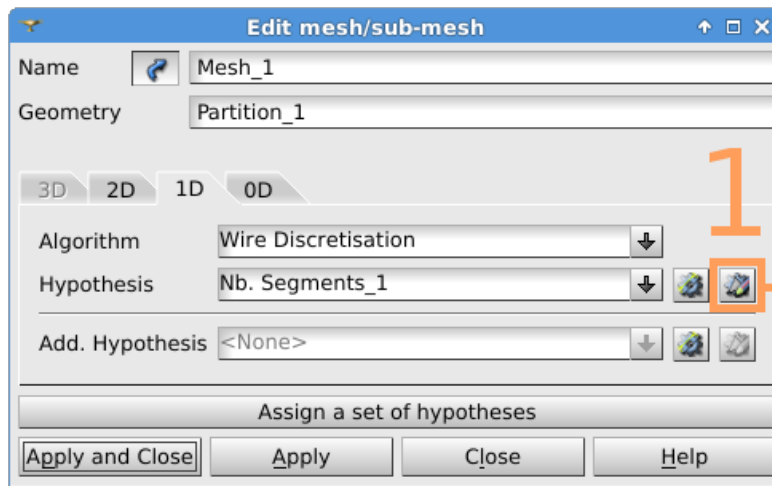 Edit mesh/sub-mesh
Name Mesh_1
Geometry Partition_1
1
3D 2D 1D 0D
Algorithm Wire Discretisation
Hypothesis Nb. Segments_1
Add. Hypothesis <None>
Assign a set of hypotheses
Apply and Close Apply Close Help